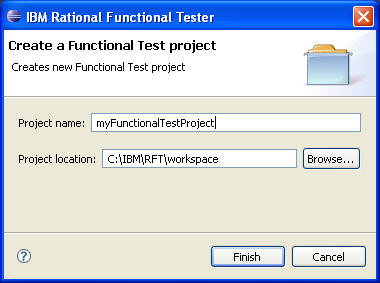 IBM Rational Functional Tester
Create a Functional Test project
Creates new Functional Test project
Project name: myFunctionalTestProject
Project location: C:\IBM\RFT\workspace Browse...
? Finish Cancel